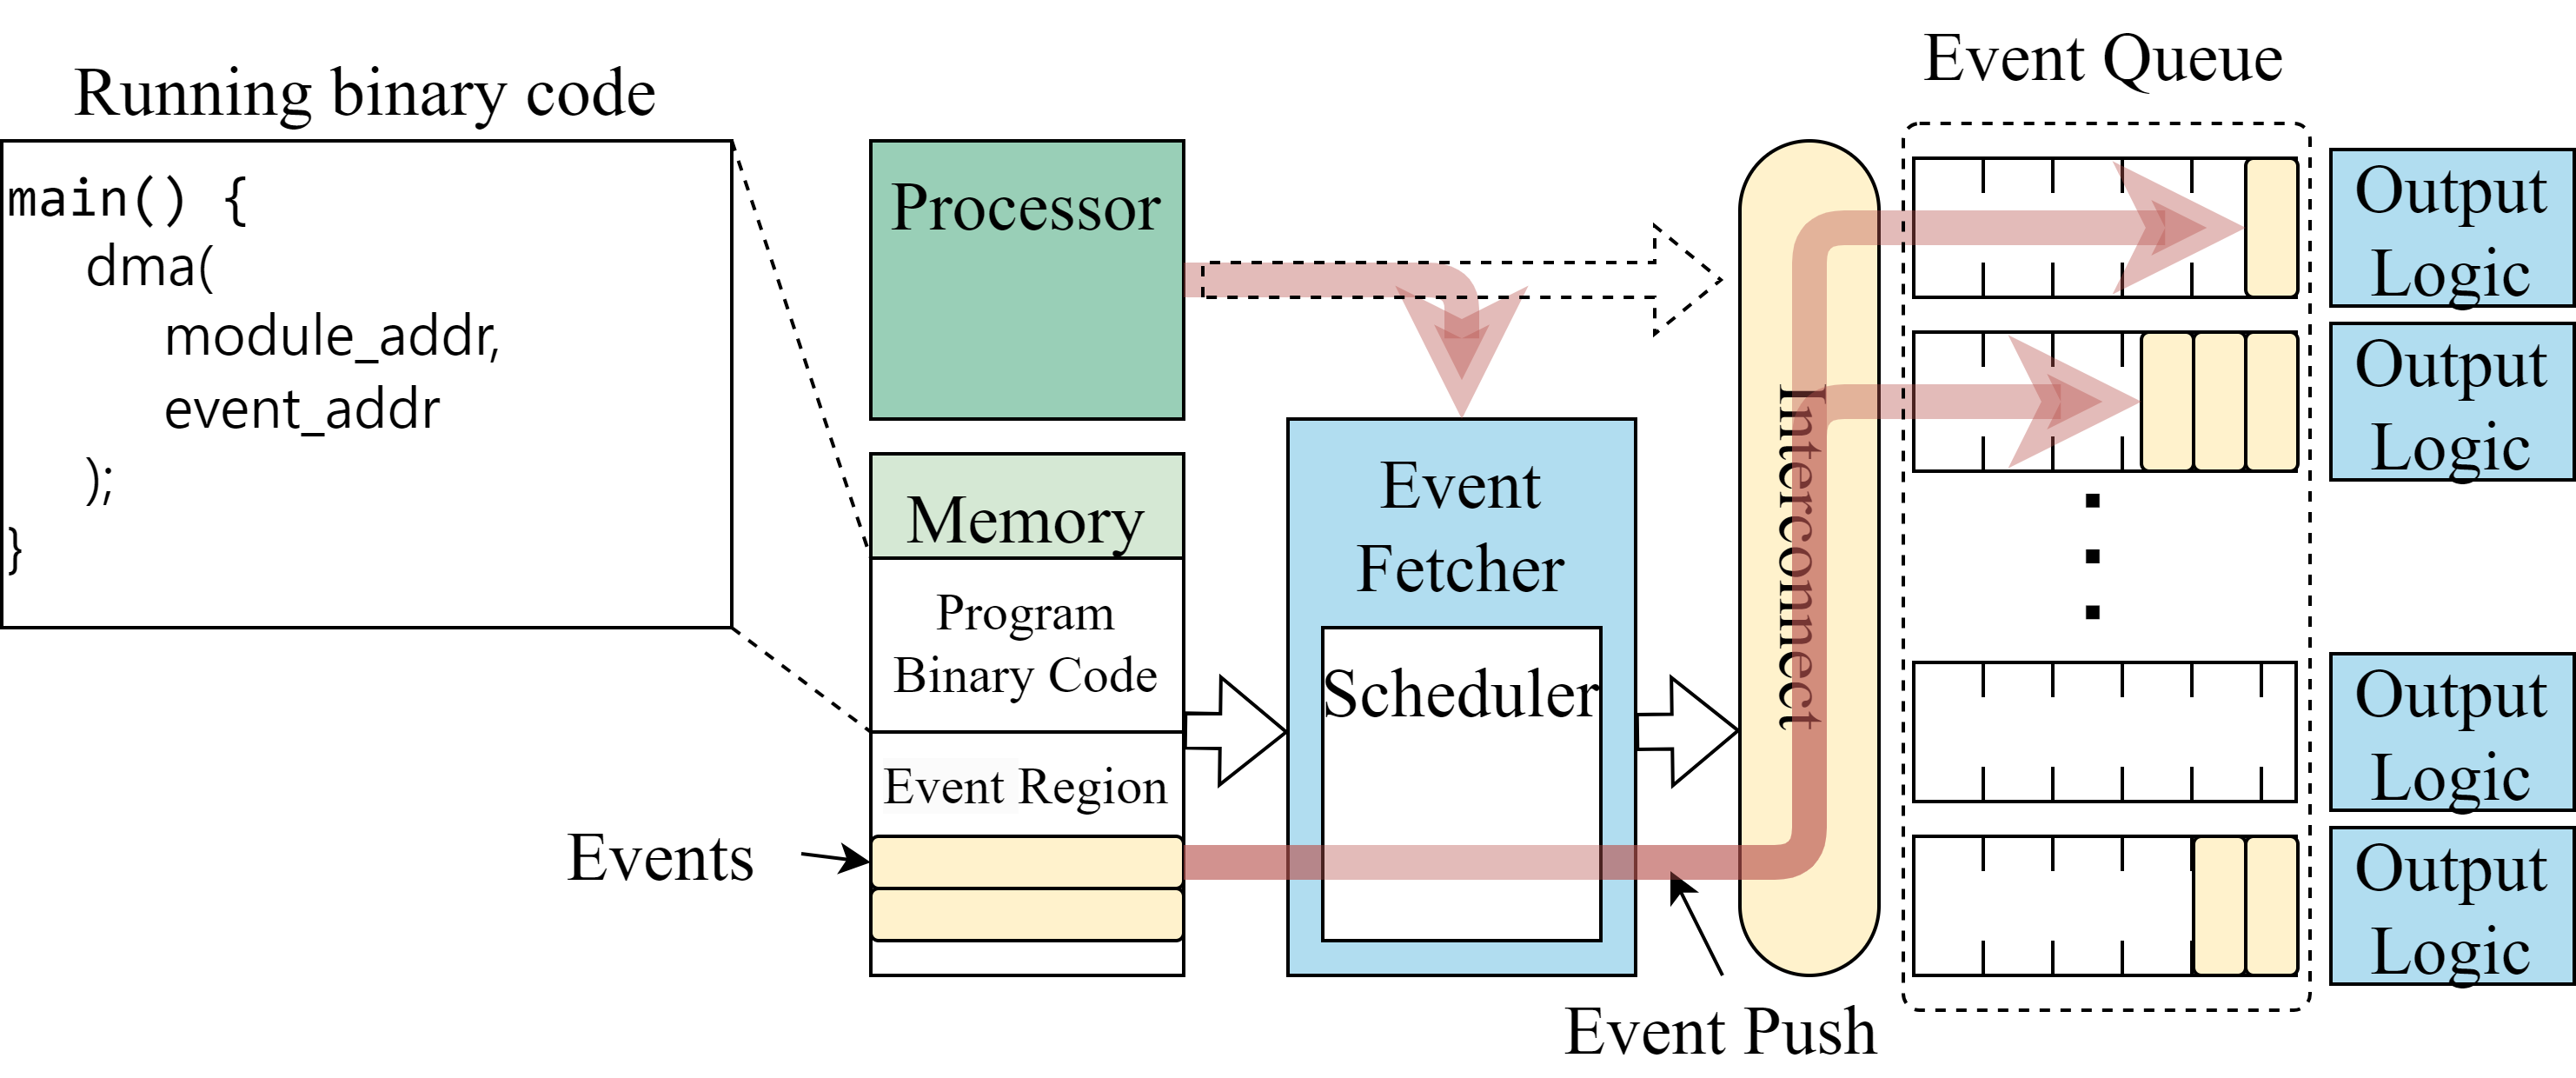 Running binary code
main() {
dma(
module_addr,
event_addr
);
}
Processor
Memory
Program
Binary Code
Event Region
Events
Event
Fetcher
Scheduler
Interconnect
Event Push
Event Queue
Output
Logic
Output
Logic
Output
Logic
Output
Logic